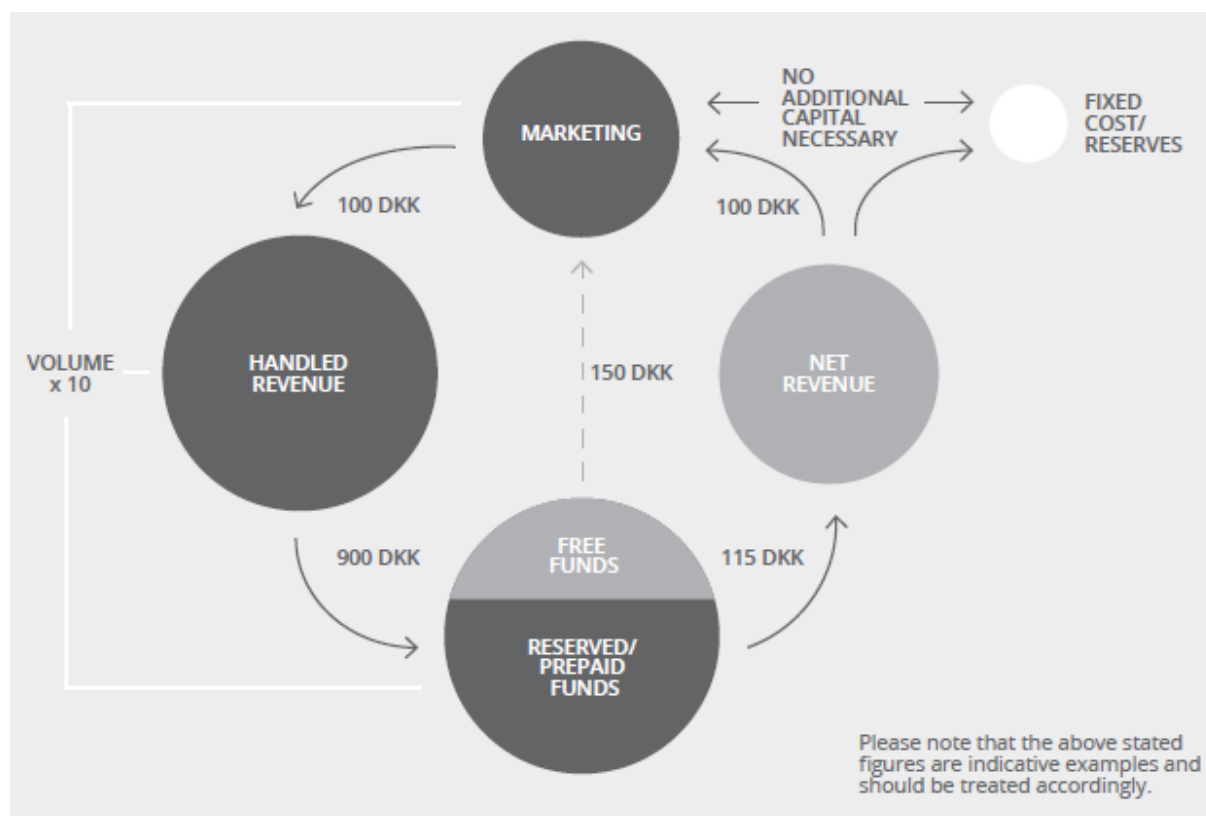 NO
ADDITIONAL
CAPITAL
NECESSARY
FIXED
COST/
RESERVES
MARKETING
100 DKK
100 DKK
VOLUME
x 10
HANDLED
REVENUE
150 DKK
NET
REVENUE
900 DKK
FREE
FUNDS
115 DKK
RESERVED/
PREPAID
FUNDS
Please note that the above stated
figures are indicative examples and
should be treated accordingly.